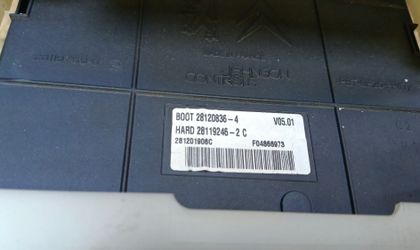 JOHNSON
CONTROLS
BOOT 28120836-4 V05.01
HARD 28119246-2 C
281201906C F04866973